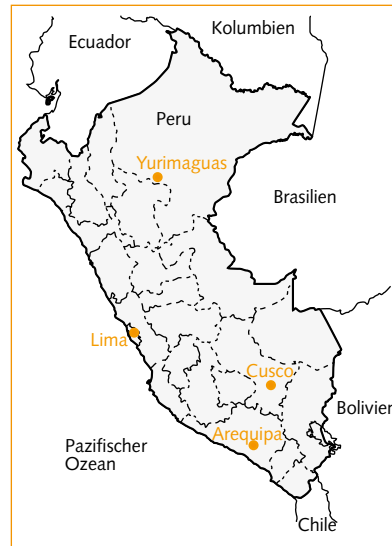 Kolumbien
Ecuador
Peru
Yurimaguas
Brasilien
Lima
Cusco
Bolivien
Arequipa
Pazifischer
Ozean
Chile